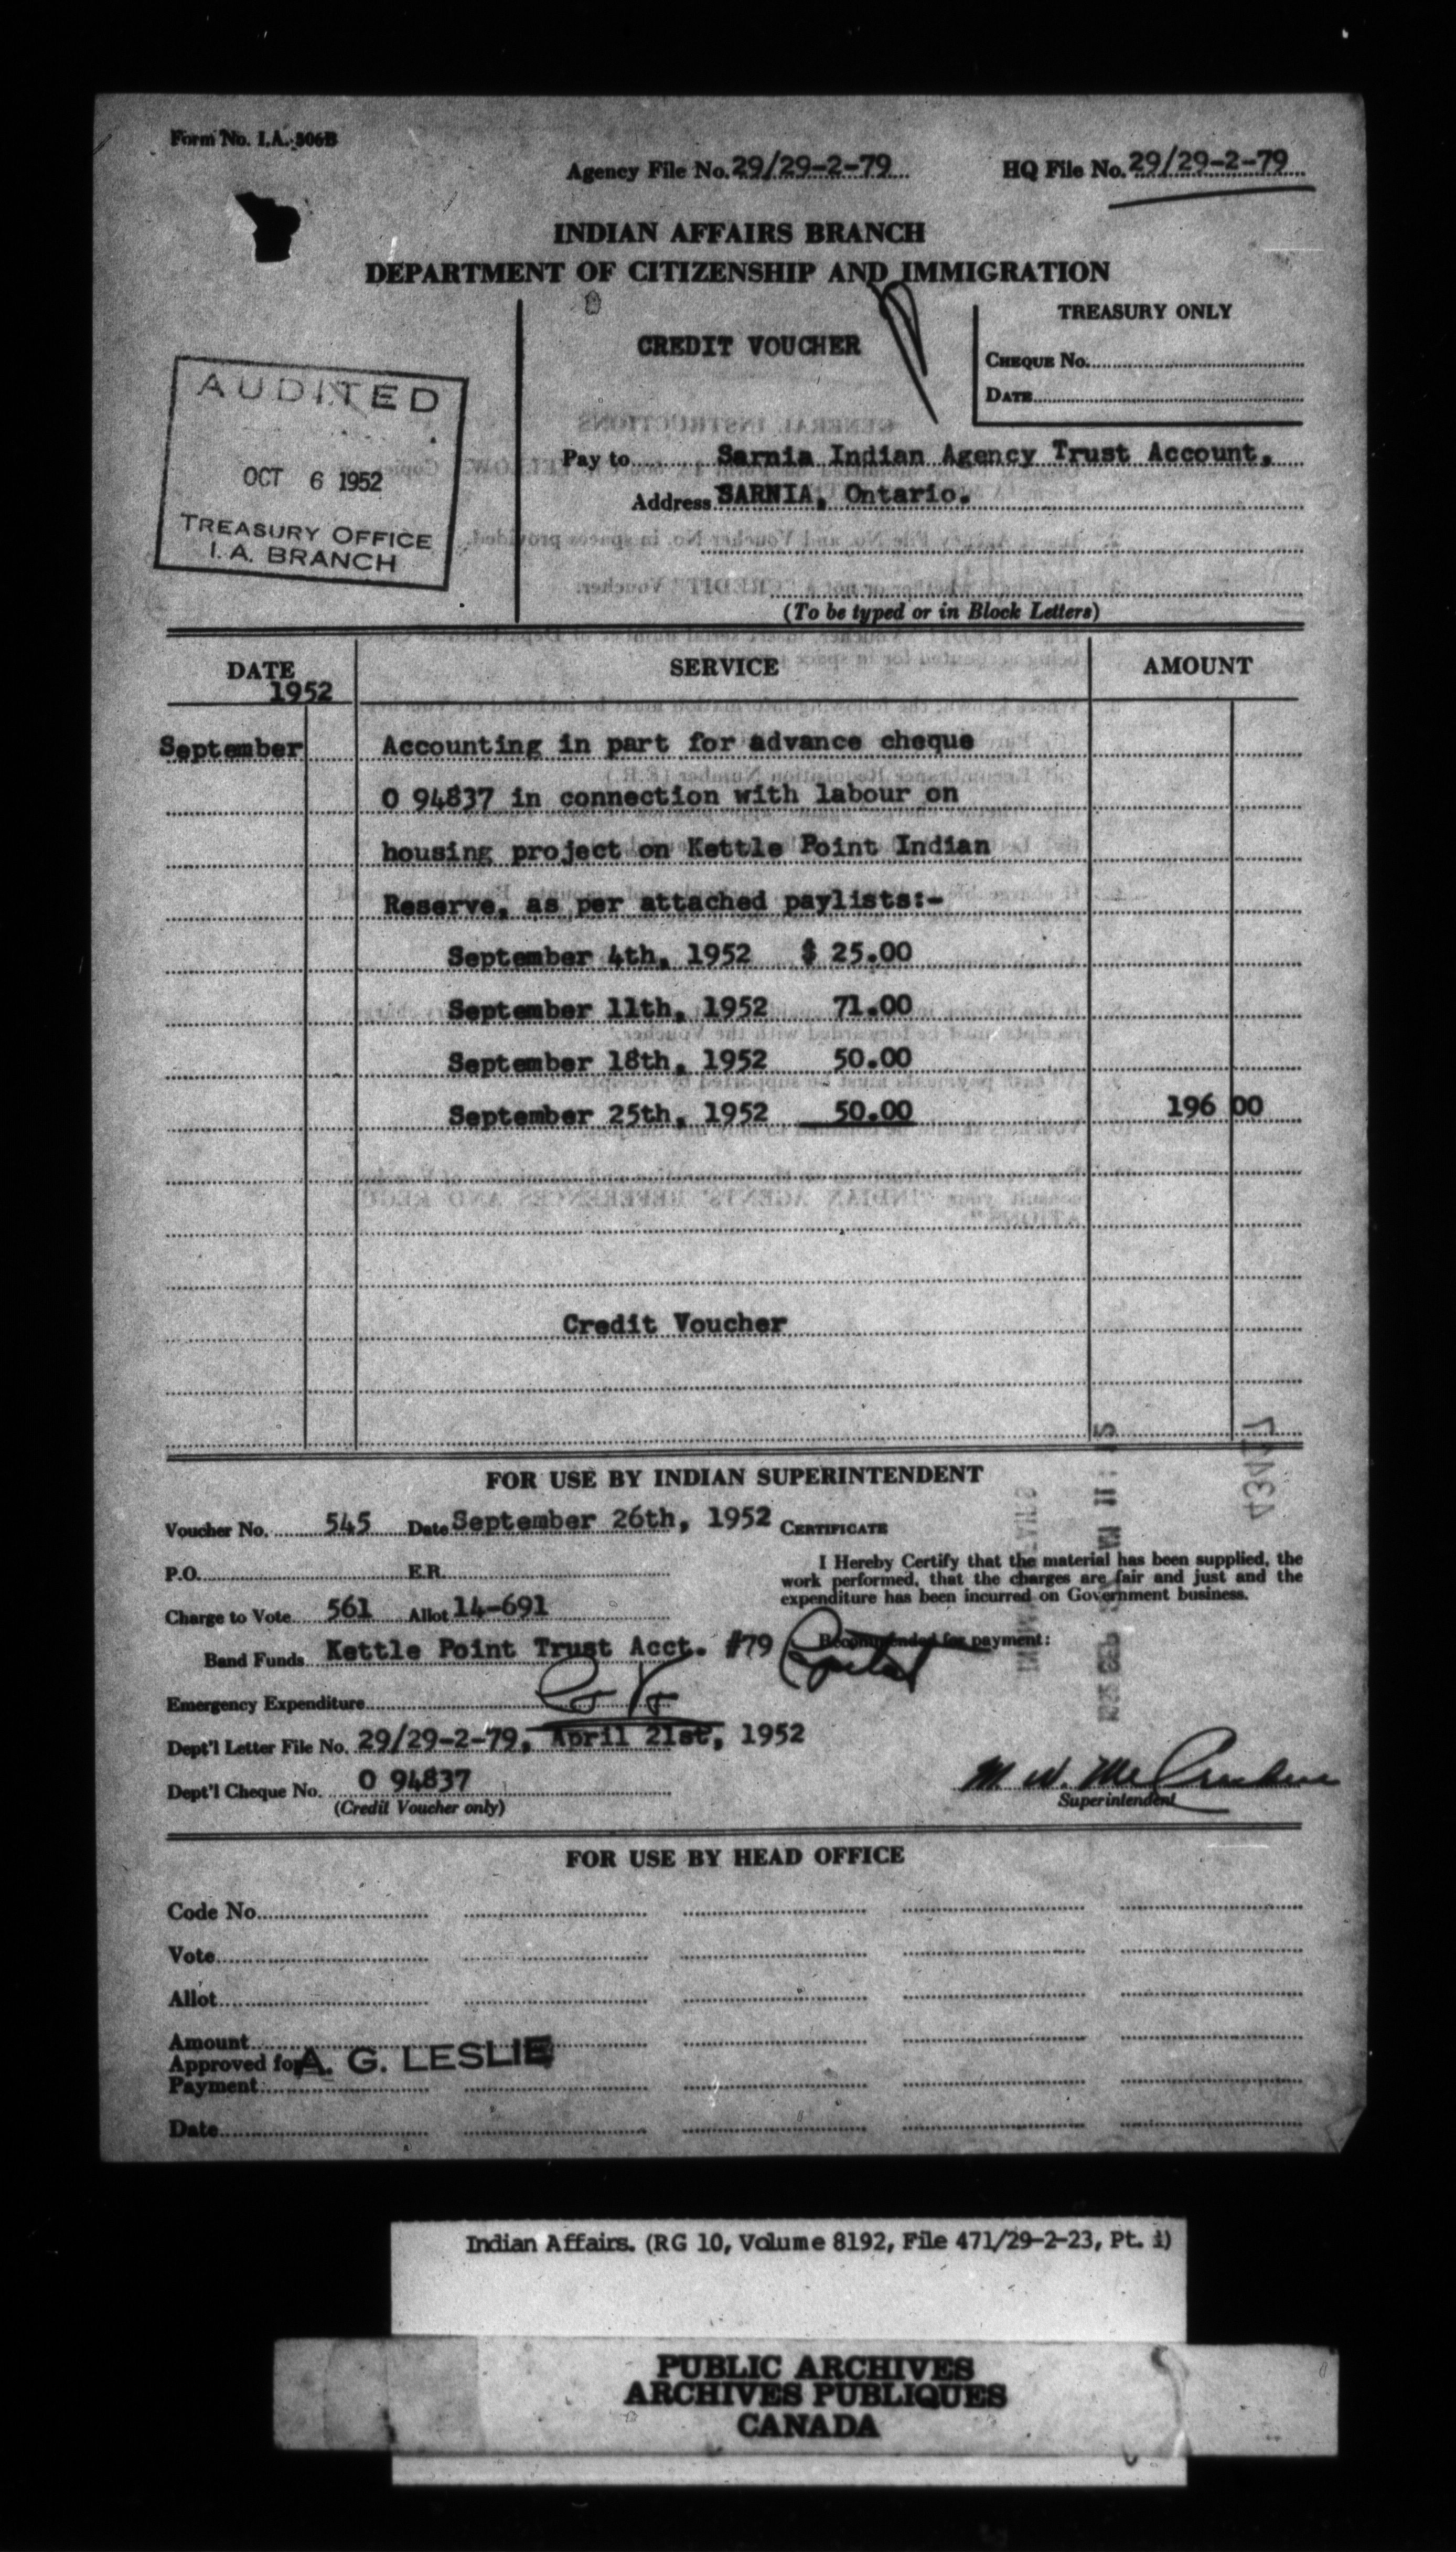 Form No. I.A. 506B
Agency File No. 29/29-2-79 HQ File No. 29/29-2-79
INDIAN AFFAIRS BRANCH
DEPARTMENT OF CITIZENSHIP AND IMMIGRATION
TREASURY ONLY
CREDIT VOUCHER
CHEQUE No.
DATE
AUDITED
OCT 6 1952
TREASURY OFFICE
I. A. BRANCH
Pay to Sarnia Indian Agency Trust Account,
Address SARNIA, Ontario.
(To be typed or in Block Letters)
DATE SERVICE AMOUNT
1952
September Accounting in part for advance cheque
O 94837 in connection with labour on
housing project on Kettle Point Indian
Reserve, as per attached paylists:-
September 4th, 1952 $ 25.00
September 11th, 1952 71.00
September 18th, 1952 50.00
September 25th, 1952 50.00 196 00
Credit Voucher
FOR USE BY INDIAN SUPERINTENDENT
Voucher No. 545 Date September 26th, 1952 CERTIFICATE
I Hereby Certify that the material has been supplied, the
work performed, that the charges are fair and just and the
expenditure has been incurred on Government business.
P.O. E.R.
Charge to Vote 561 Allot 14-691
Recommended for payment:
Band Funds Kettle Point Trust Acct. #79 Capital
Emergency Expenditure
Dept'l Letter File No. 29/29-2-79, April 21st, 1952
Dept'l Cheque No. O 94837
(Credit Voucher only)
Superintendent
FOR USE BY HEAD OFFICE
Code No.
Vote
Allot
Amount
Approved for A. G. LESLIE
Payment
Date
Indian Affairs. (RG 10, Volume 8192, File 471/29-2-23, Pt. 1)
PUBLIC ARCHIVES
ARCHIVES PUBLIQUES
CANADA